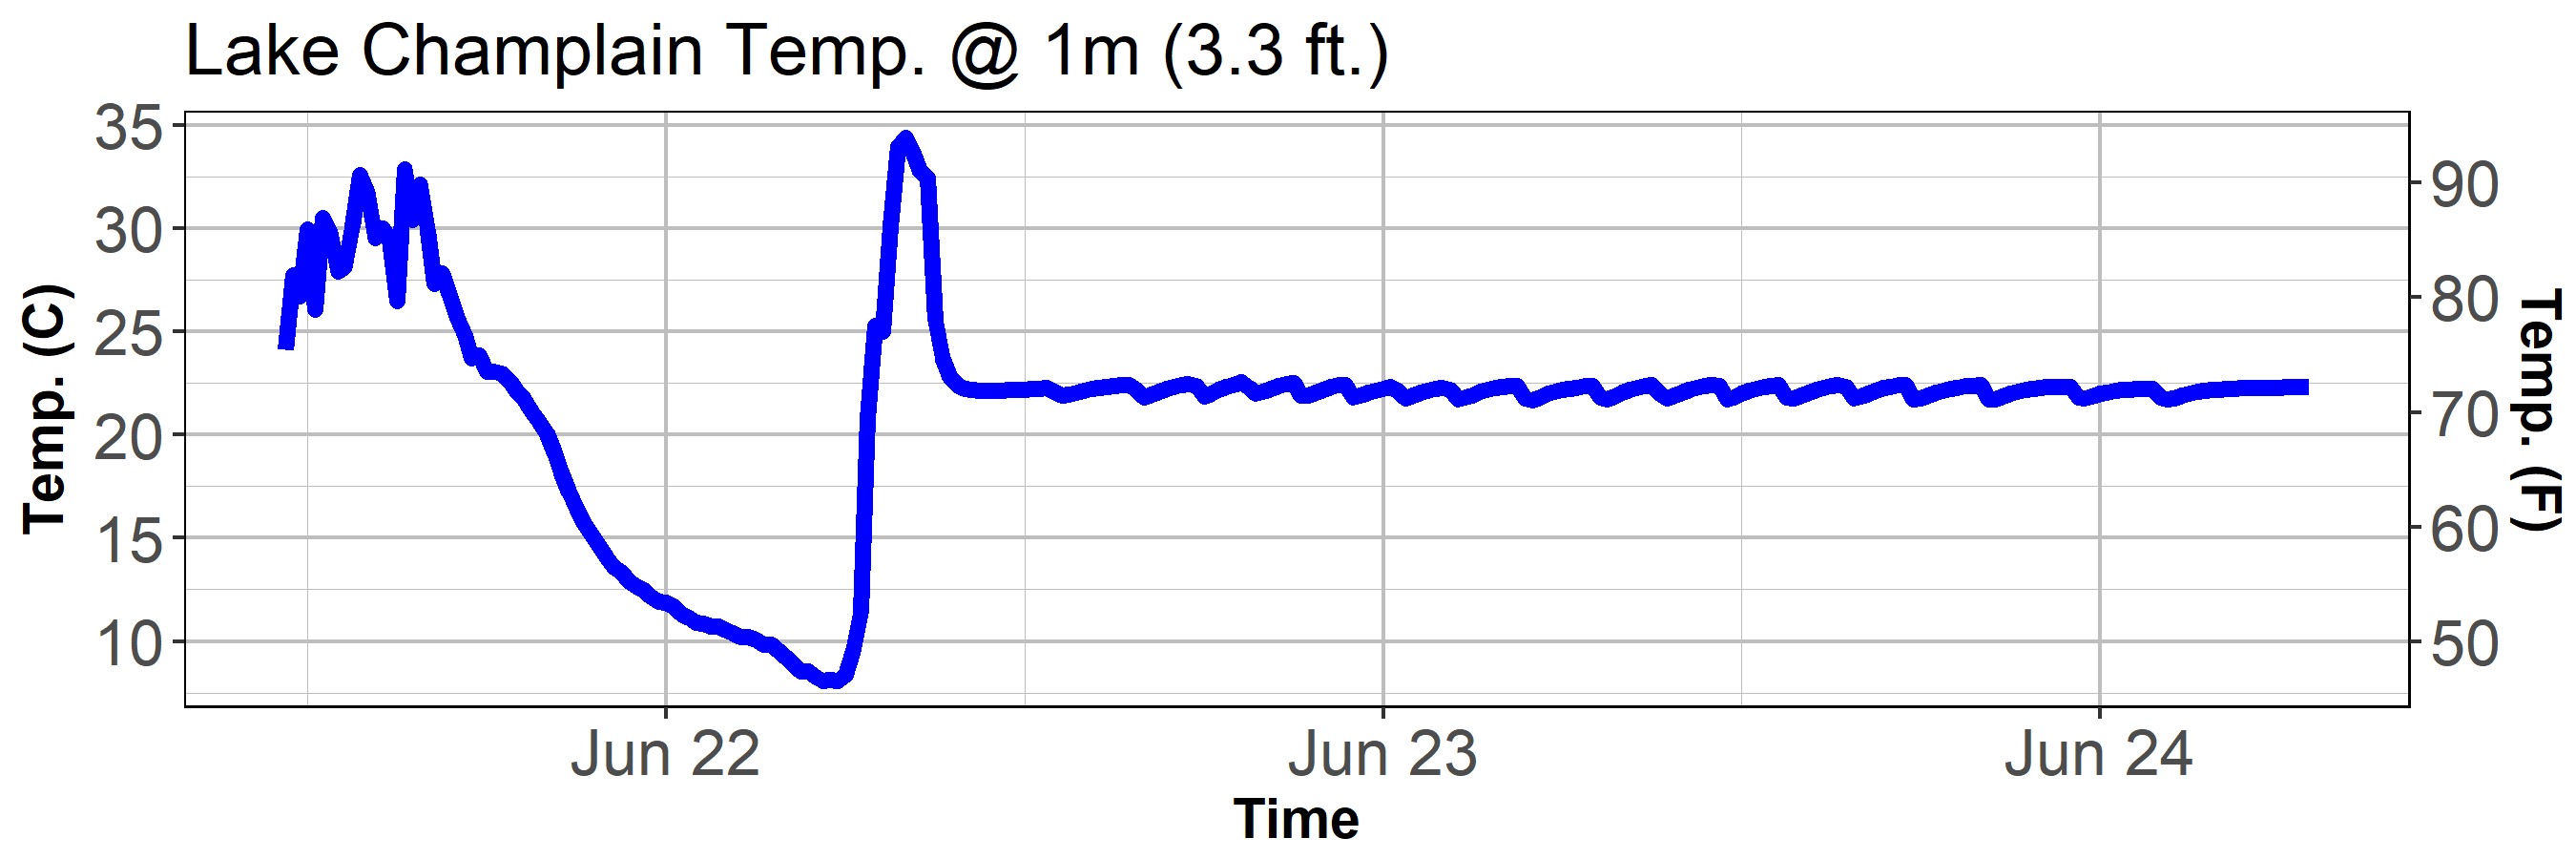 Lake Champlain Temp. @ 1m (3.3 ft.)
35
30
25
20
15
10
Temp. (C)
90
80
70
60
50
Temp. (F)
Jun 22
Jun 23
Jun 24
Time